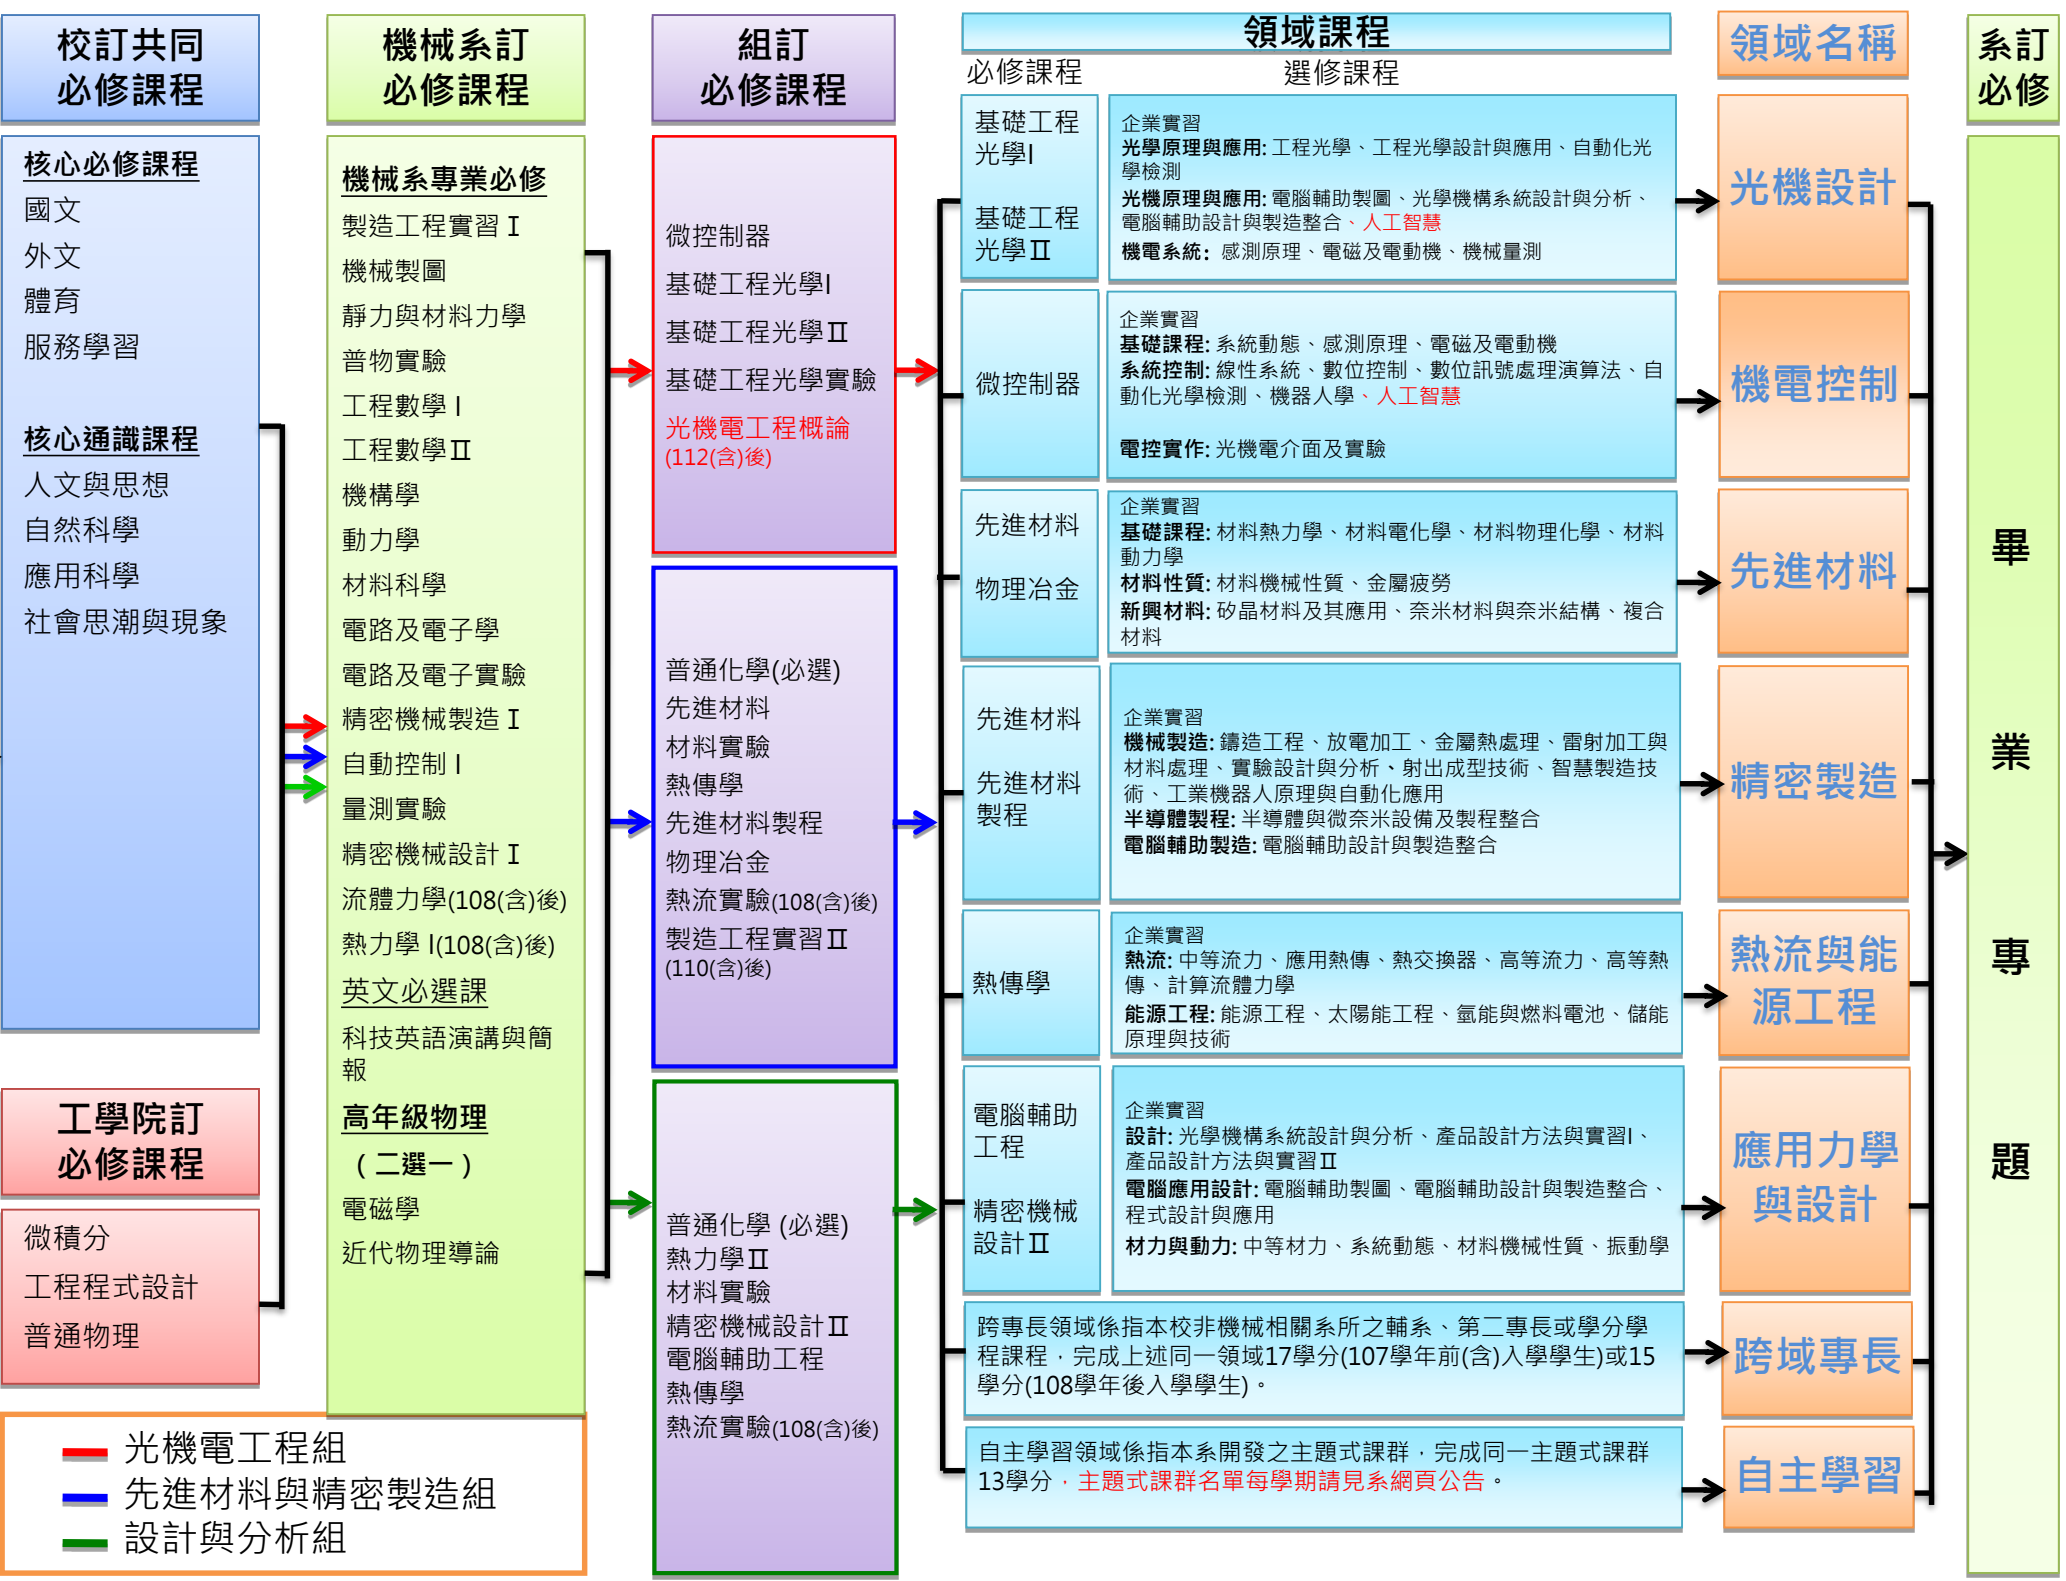 校訂共同
必修課程
核心必修課程
國文
外文
體育
服務學習
核心通識課程
人文與思想
自然科學
應用科學
社會思潮與現象
工學院訂
必修課程
微積分
工程程式設計
普通物理
光機電工程組
先進材料與精密製造組
設計與分析組
機械系訂
必修課程
機械系專業必修
製造工程實習 I
機械製圖
靜力與材料力學
普物實驗
工程數學 I
工程數學Ⅱ
機構學
動力學
材料科學
電路及電子學
電路及電子實驗
精密機械製造 I
自動控制 I
量測實驗
精密機械設計 I
流體力學(108(含)後)
熱力學 I(108(含)後)
英文必選課
科技英語演講與簡
報
高年級物理
(二選一)
電磁學
近代物理導論
組訂
必修課程
微控制器
基礎工程光學I
基礎工程光學Ⅱ
基礎工程光學實驗
光機電工程概論
(112(含)後)
普通化學(必選)
先進材料
材料實驗
熱傳學
先進材料製程
物理冶金
熱流實驗(108(含)後)
製造工程實習Ⅱ
(110(含)後)
普通化學 (必選)
熱力學Ⅱ
材料實驗
精密機械設計Ⅱ
電腦輔助工程
熱傳學
熱流實驗(108(含)後)
領域課程
必修課程
選修課程
基礎工程
光學I
基礎工程
光學Ⅱ
企業實習
光學原理與應用: 工程光學、工程光學設計與應用、自動化光
學檢測
光機原理與應用: 電腦輔助製圖、光學機構系統設計與分析、
電腦輔助設計與製造整合、人工智慧
機電系統: 感測原理、電磁及電動機、機械量測
微控制器
企業實習
基礎課程: 系統動態、感測原理、電磁及電動機
系統控制: 線性系統、數位控制、數位訊號處理演算法、自
動化光學檢測、機器人學、人工智慧
電控實作: 光機電介面及實驗
先進材料
物理冶金
企業實習
基礎課程: 材料熱力學、材料電化學、材料物理化學、材料
動力學
材料性質: 材料機械性質、金屬疲勞
新興材料: 矽晶材料及其應用、奈米材料與奈米結構、複合
材料
先進材料
先進材料
製程
企業實習
機械製造: 鑄造工程、放電加工、金屬熱處理、雷射加工與
材料處理、實驗設計與分析、射出成型技術、智慧製造技
術、工業機器人原理與自動化應用
半導體製程: 半導體與微奈米設備及製程整合
電腦輔助製造: 電腦輔助設計與製造整合
熱傳學
企業實習
熱流: 中等流力、應用熱傳、熱交換器、高等流力、高等熱
傳、計算流體力學
能源工程: 能源工程、太陽能工程、氫能與燃料電池、儲能
原理與技術
電腦輔助
工程
精密機械
設計Ⅱ
企業實習
設計: 光學機構系統設計與分析、產品設計方法與實習I、
產品設計方法與實習Ⅱ
電腦應用設計: 電腦輔助製圖、電腦輔助設計與製造整合、
程式設計與應用
材力與動力: 中等材力、系統動態、材料機械性質、振動學
跨專長領域係指本校非機械相關系所之輔系、第二專長或學分學
程課程,完成上述同一領域17學分(107學年前(含)入學學生)或15
學分(108學年後入學學生)。
自主學習領域係指本系開發之主題式課群,完成同一主題式課群
13學分,主題式課群名單每學期請見系網頁公告。
領域名稱
光機設計
機電控制
先進材料
精密製造
熱流與能
源工程
應用力學
與設計
跨域專長
自主學習
系訂
必修
畢
業
專
題